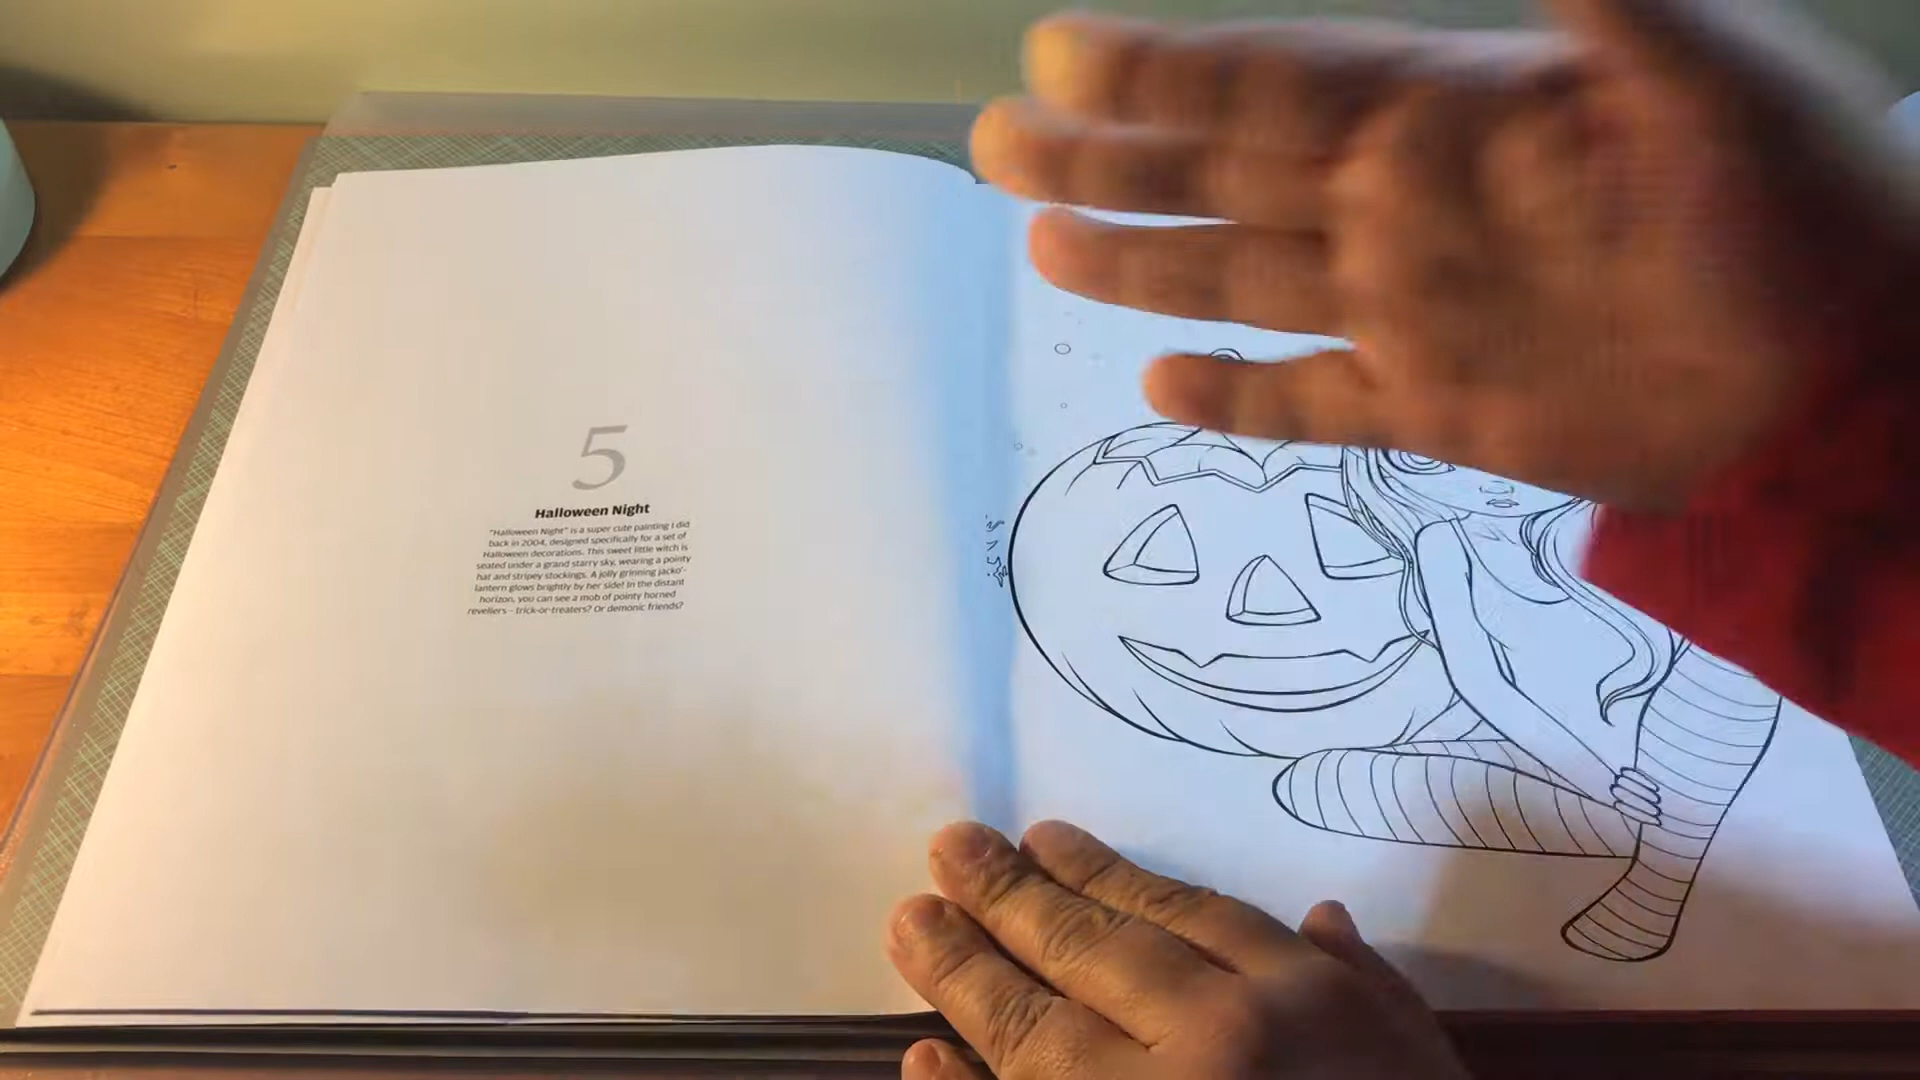 5
Halloween Night
"Halloween Night" is a super cute painting I did
back in 2004, designed specifically for a set of
Halloween decorations. This sweet little witch is
seated under a grand starry sky, wearing a pointy
hat and stripey stockings. A jolly grinning jacko'-
lantern glows brightly by her side! In the distant
horizon, you can see a mob of pointy horned
revellers – trick-or-treaters? Or demonic friends?